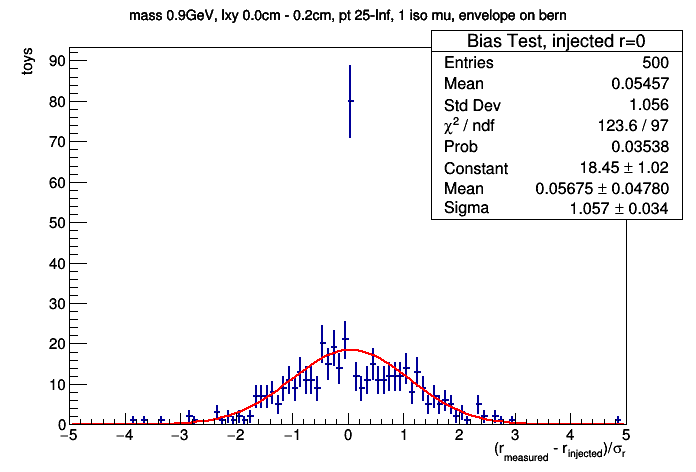 mass 0.9GeV, lxy 0.0cm - 0.2cm, pt 25-Inf, 1 iso mu, envelope on bern
Bias Test, injected r=0
Entries 500
Mean 0.05457
Std Dev 1.056
χ² / ndf 123.6 / 97
Prob 0.03538
Constant 18.45 ± 1.02
Mean 0.05675 ± 0.04780
Sigma 1.057 ± 0.034
toys
90
80
70
60
50
40
30
20
10
0
−5 −4 −3 −2 −1 0 1 2 3 4 5
(r_measured - r_injected)/σ_r